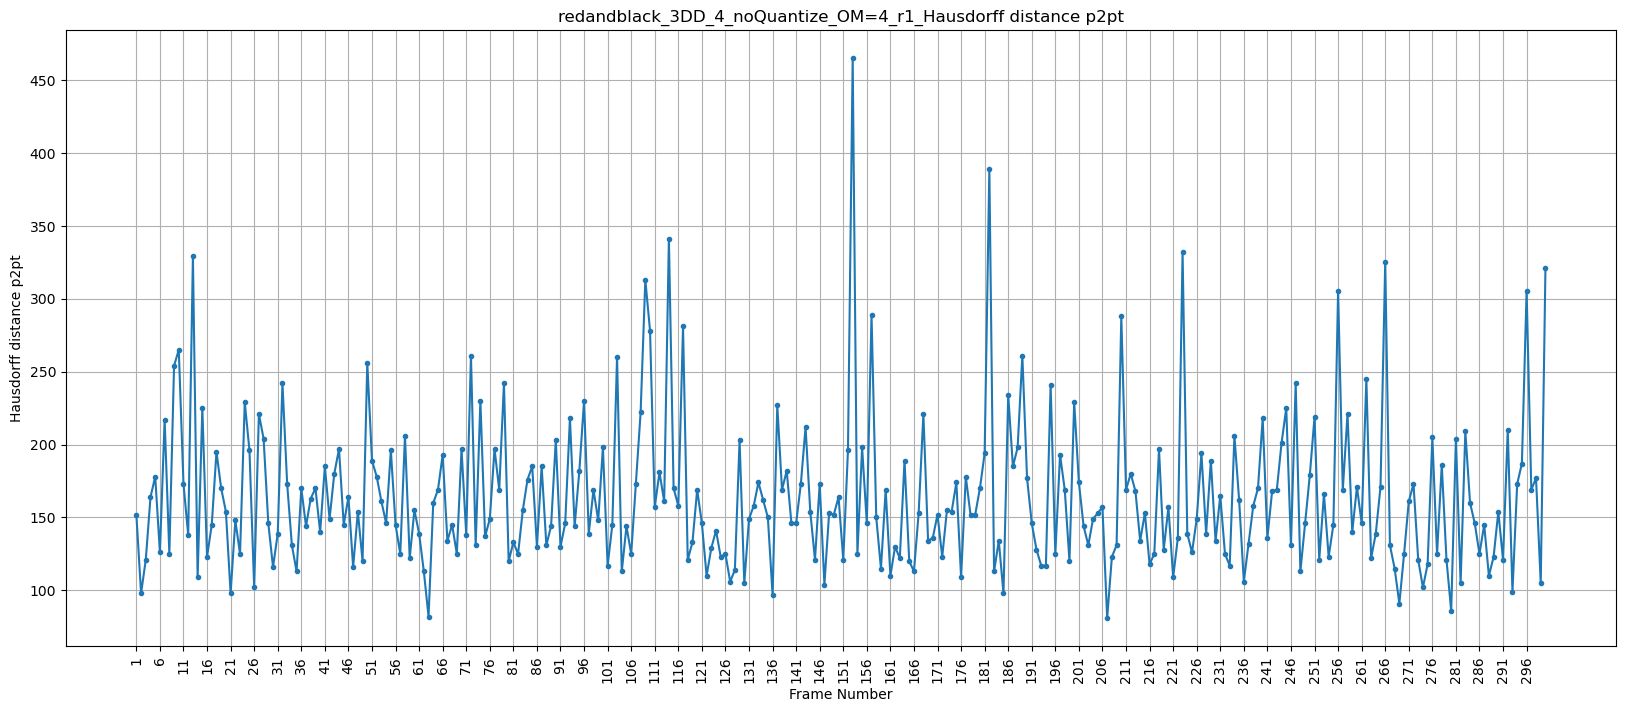 redandblack_3DD_4_noQuantize_OM=4_r1_Hausdorff distance p2pt
450
400
350
300
250
200
150
100
Hausdorff distance p2pt
1 6 11 16 21 26 31 36 41 46 51 56 61 66 71 76 81 86 91 96 101 106 111 116 121 126 131 136 141 146 151 156 161 166 171 176 181 186 191 196 201 206 211 216 221 226 231 236 241 246 251 256 261 266 271 276 281 286 291 296
Frame Number